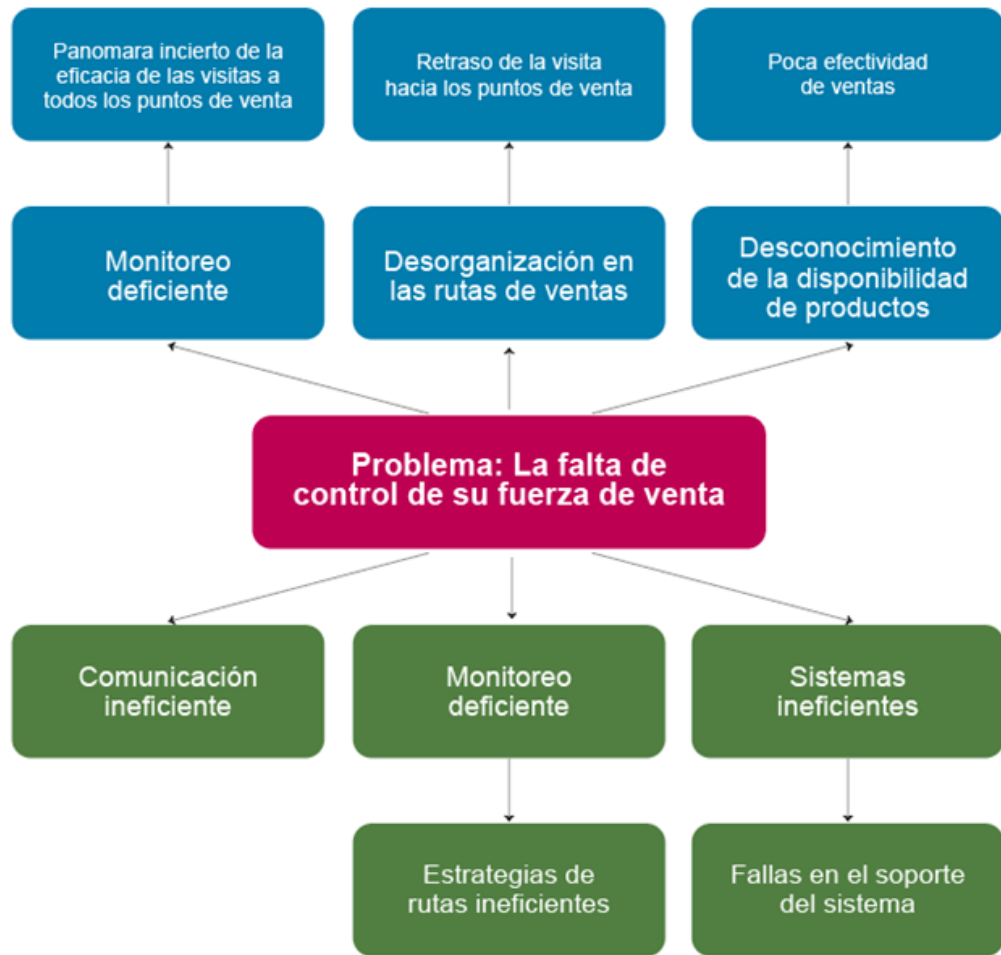 Panomara incierto de la
eficacia de las visitas a
todos los puntos de venta
Retraso de la visita
hacia los puntos de venta
Poca efectividad
de ventas
Monitoreo
deficiente
Desorganización en
las rutas de ventas
Desconocimiento
de la disponibilidad
de productos
Problema: La falta de
control de su fuerza de venta
Comunicación
ineficiente
Monitoreo
deficiente
Sistemas
ineficientes
Estrategias de
rutas ineficientes
Fallas en el soporte
del sistema